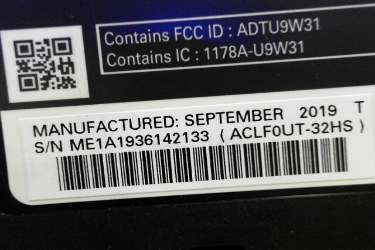 Contains FCC ID : ADTU9W31
Contains IC : 1178A-U9W31
MANUFACTURED: SEPTEMBER 2019 T
S/N ME1A1936142133 ( ACLF0UT-32HS )